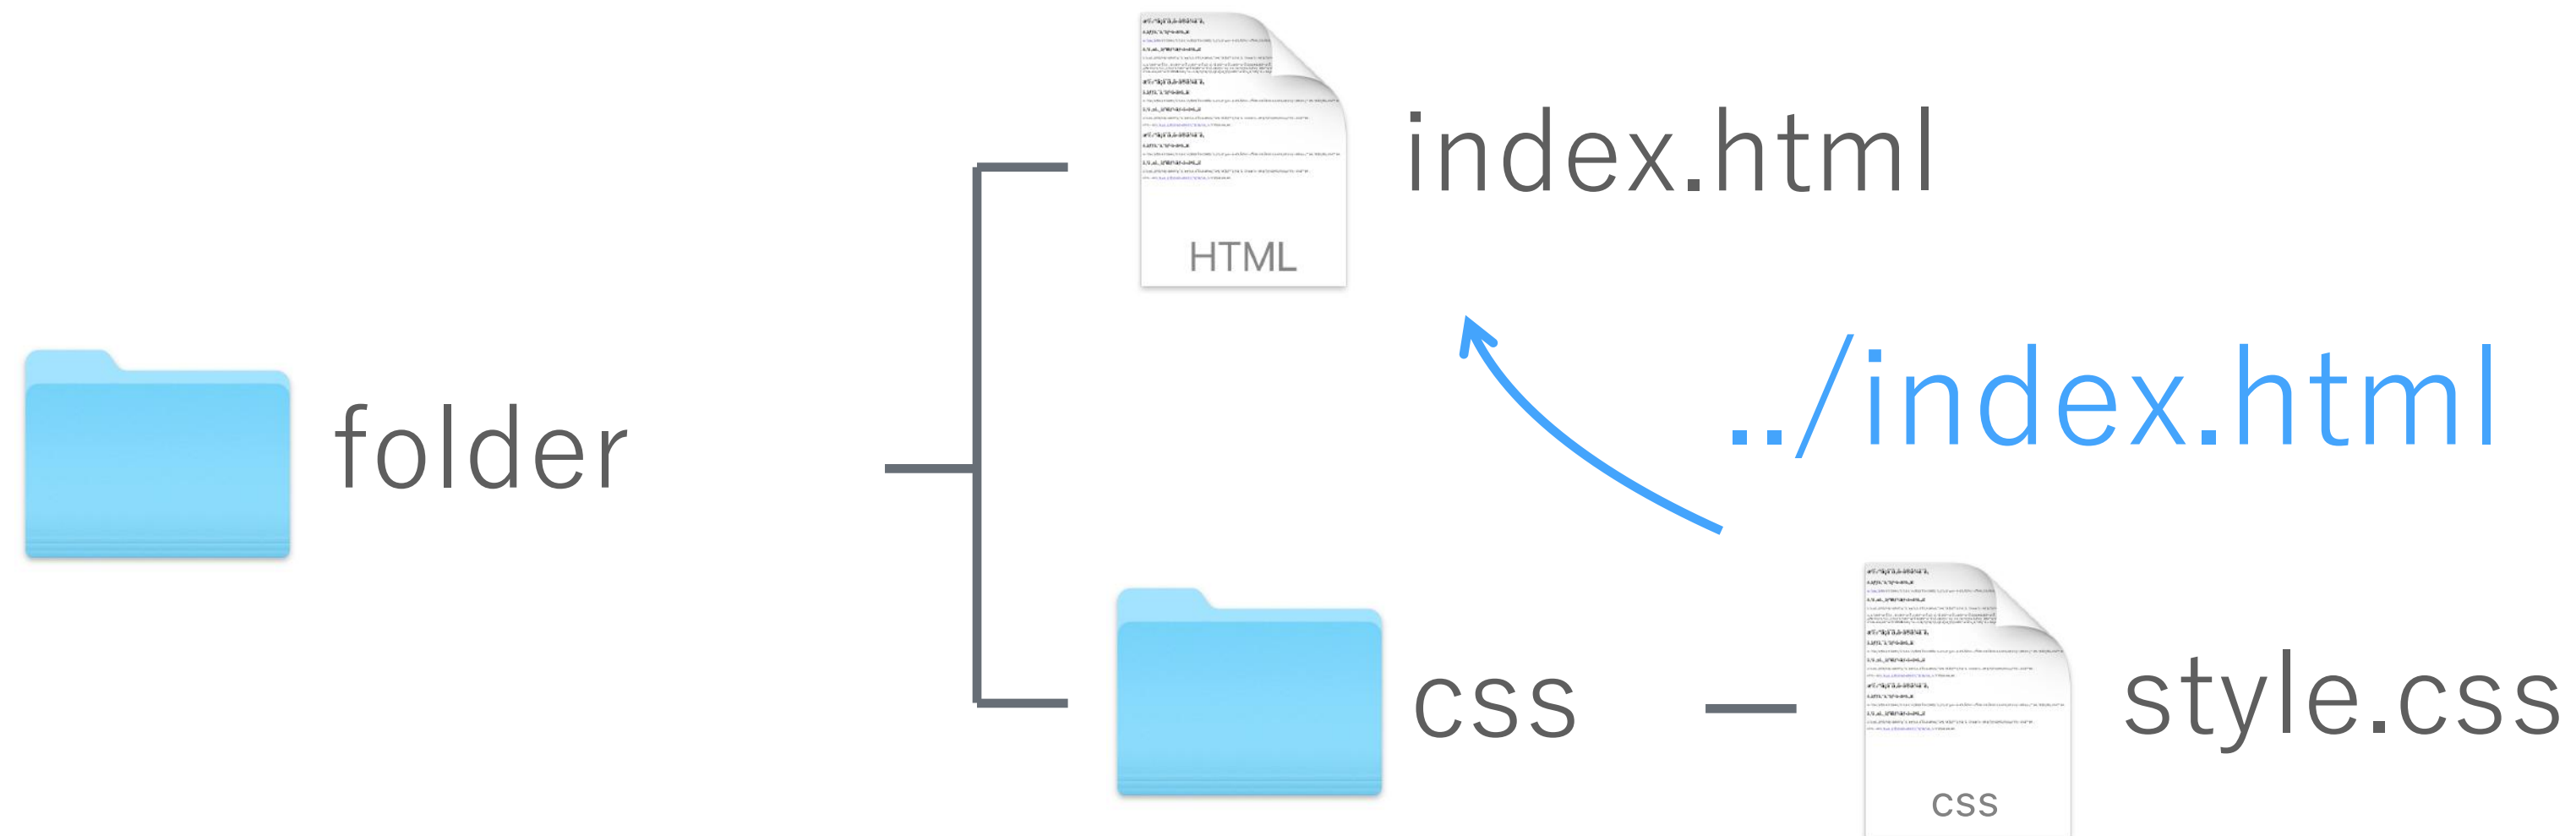 index.html
HTML
../index.html
folder
css
style.css
css